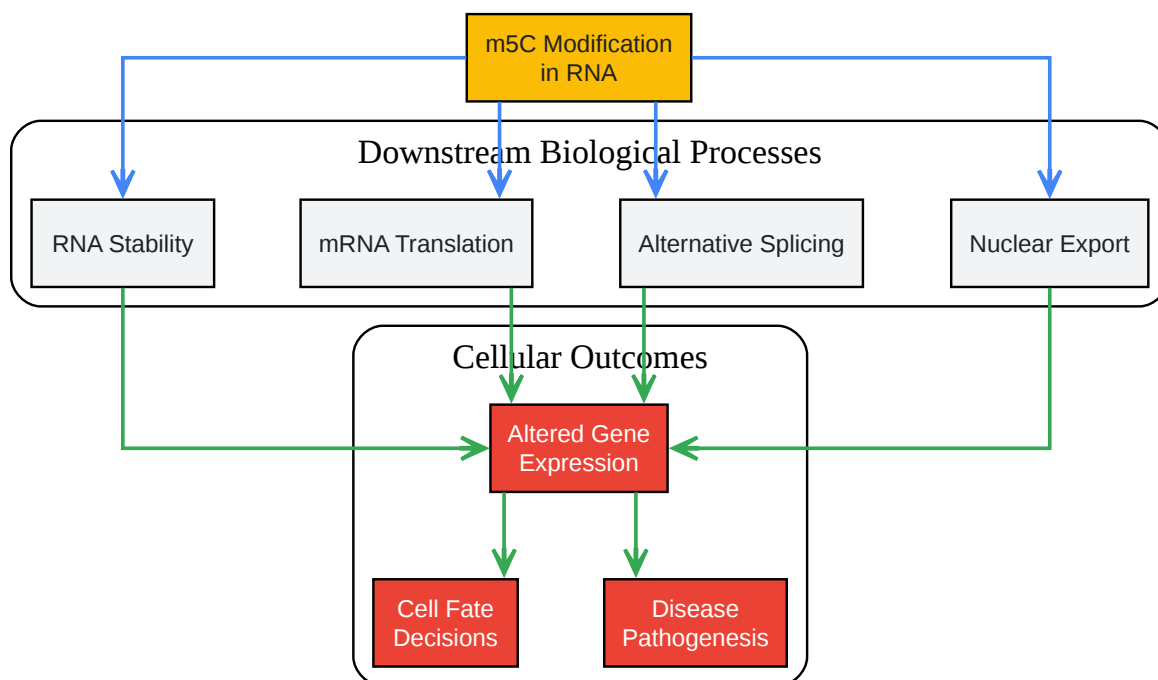 m5C Modification
in RNA
Downstream Biological Processes
RNA Stability
mRNA Translation
Alternative Splicing
Nuclear Export
Cellular Outcomes
Altered Gene
Expression
Cell Fate
Decisions
Disease
Pathogenesis